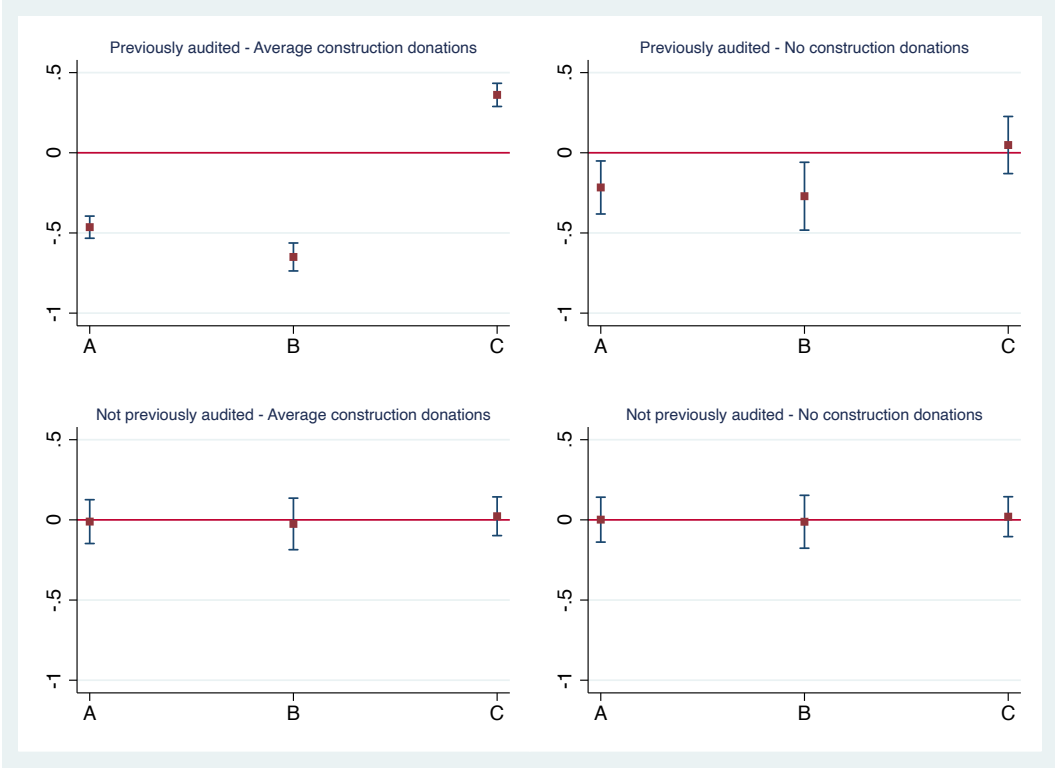 Previously audited - Average construction donations
.5
0
-.5
-1
A B C
Previously audited - No construction donations
.5
0
-.5
-1
A B C
Not previously audited - Average construction donations
.5
0
-.5
-1
A B C
Not previously audited - No construction donations
.5
0
-.5
-1
A B C